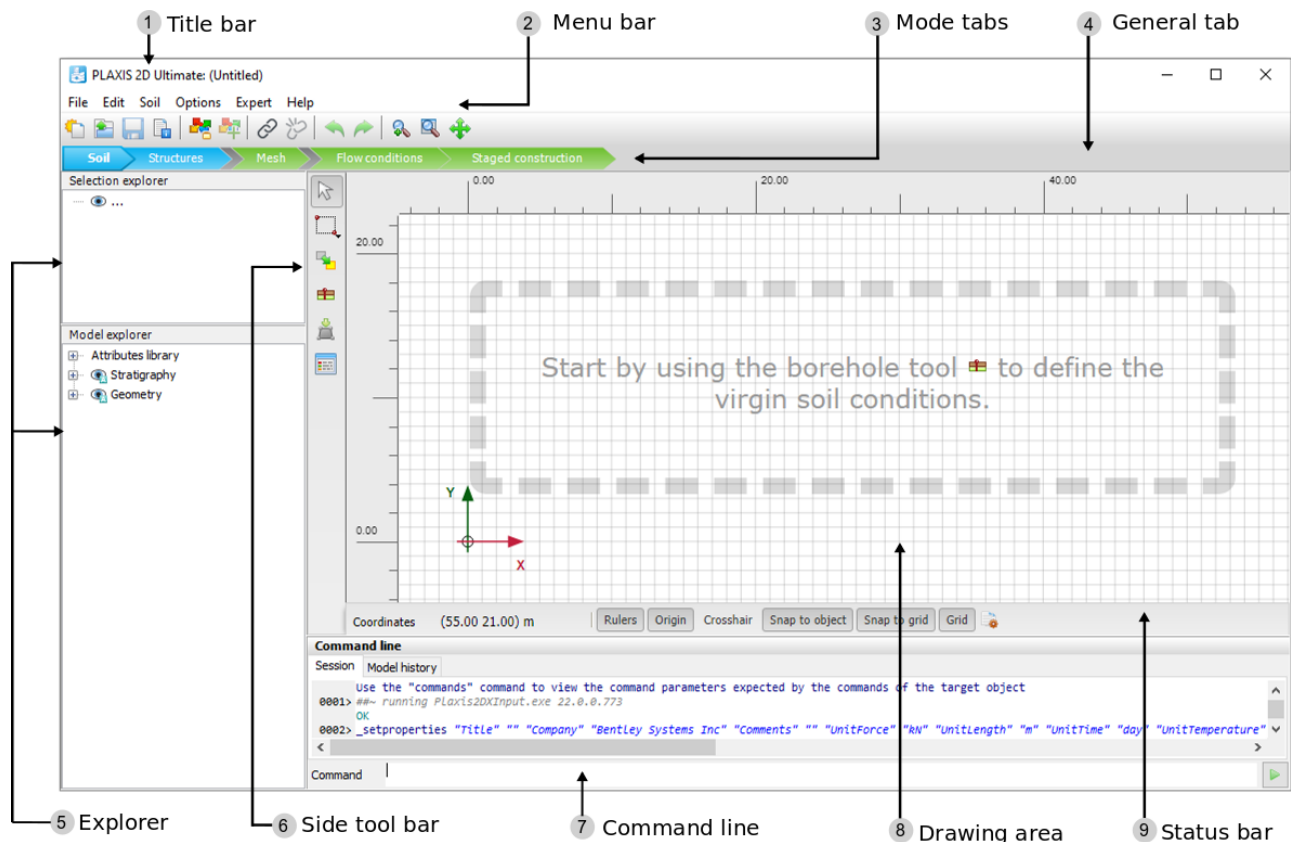 1 Title bar
2 Menu bar
3 Mode tabs
4 General tab
PLAXIS 2D Ultimate: (Untitled)
File Edit Soil Options Expert Help
Soil Structures Mesh Flow conditions Staged construction
Selection explorer
...
0.00 20.00 40.00
20.00
Start by using the borehole tool to define the
virgin soil conditions.
Model explorer
Attributes library
Stratigraphy
Geometry
Y
0.00
X
Coordinates (55.00 21.00) m Rulers Origin Crosshair Snap to object Snap to grid Grid
Command line
Session Model history
Use the "commands" command to view the command parameters expected by the commands of the target object
0001> ##~ running Plaxis2DXInput.exe 22.0.0.773
OK
0002> _setproperties "Title" "" "Company" "Bentley Systems Inc" "Comments" "" "UnitForce" "kN" "UnitLength" "m" "UnitTime" "day" "UnitTemperature"
Command
5 Explorer
6 Side tool bar
7 Command line
8 Drawing area
9 Status bar